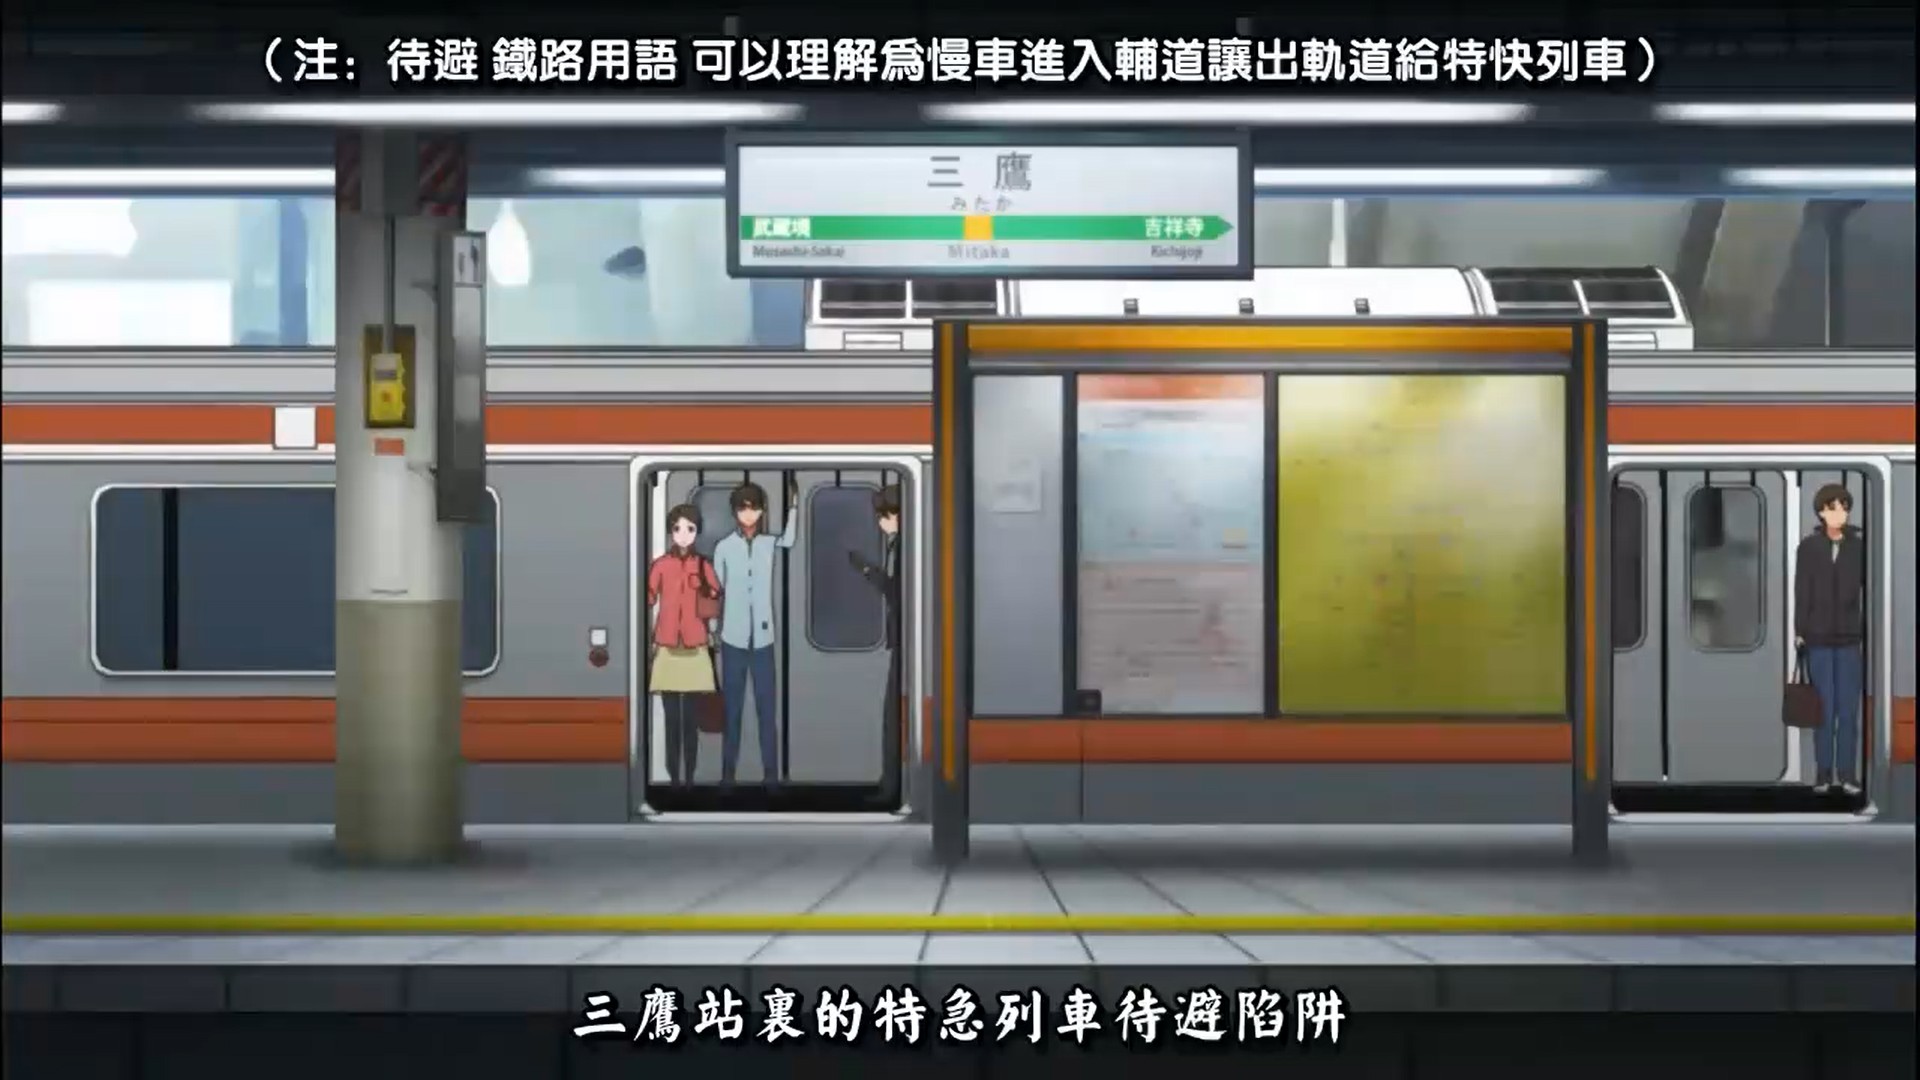 （注：待避 鐵路用語 可以理解爲慢車進入輔道讓出軌道給特快列車）
三鷹
みたか
武蔵境 吉祥寺
Musashi-Sakai Mitaka Kichijoji
三鷹站裏的特急列車待避陷阱